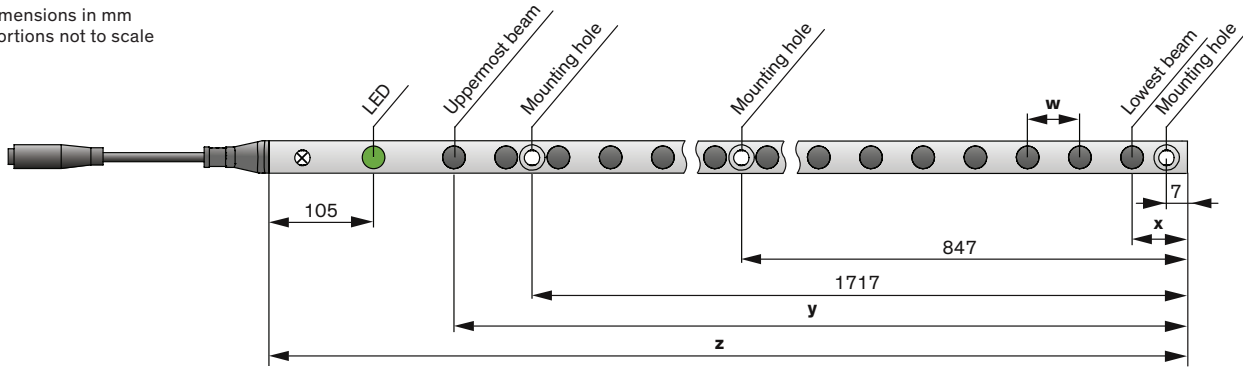 mensions in mm
ortions not to scale
LED
Uppermost beam
Mounting hole
Mounting hole
Lowest beam
Mounting hole
w
7
105
x
847
1717
y
z